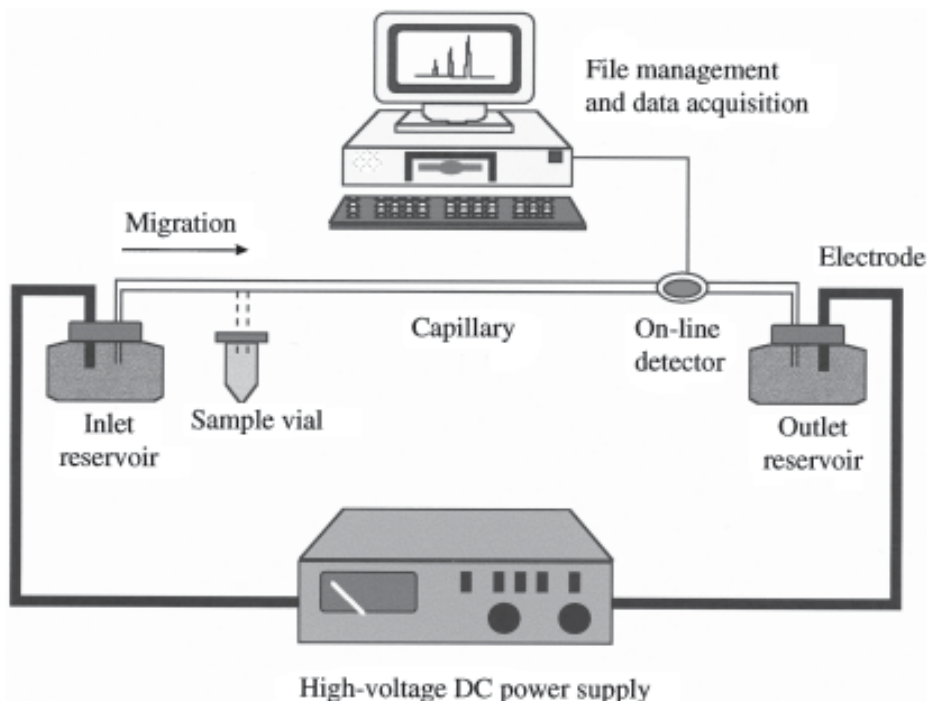 File management
and data acquisition
Migration
Electrode
Capillary
On-line
detector
Sample vial
Inlet
reservoir
Outlet
reservoir
High-voltage DC power supply